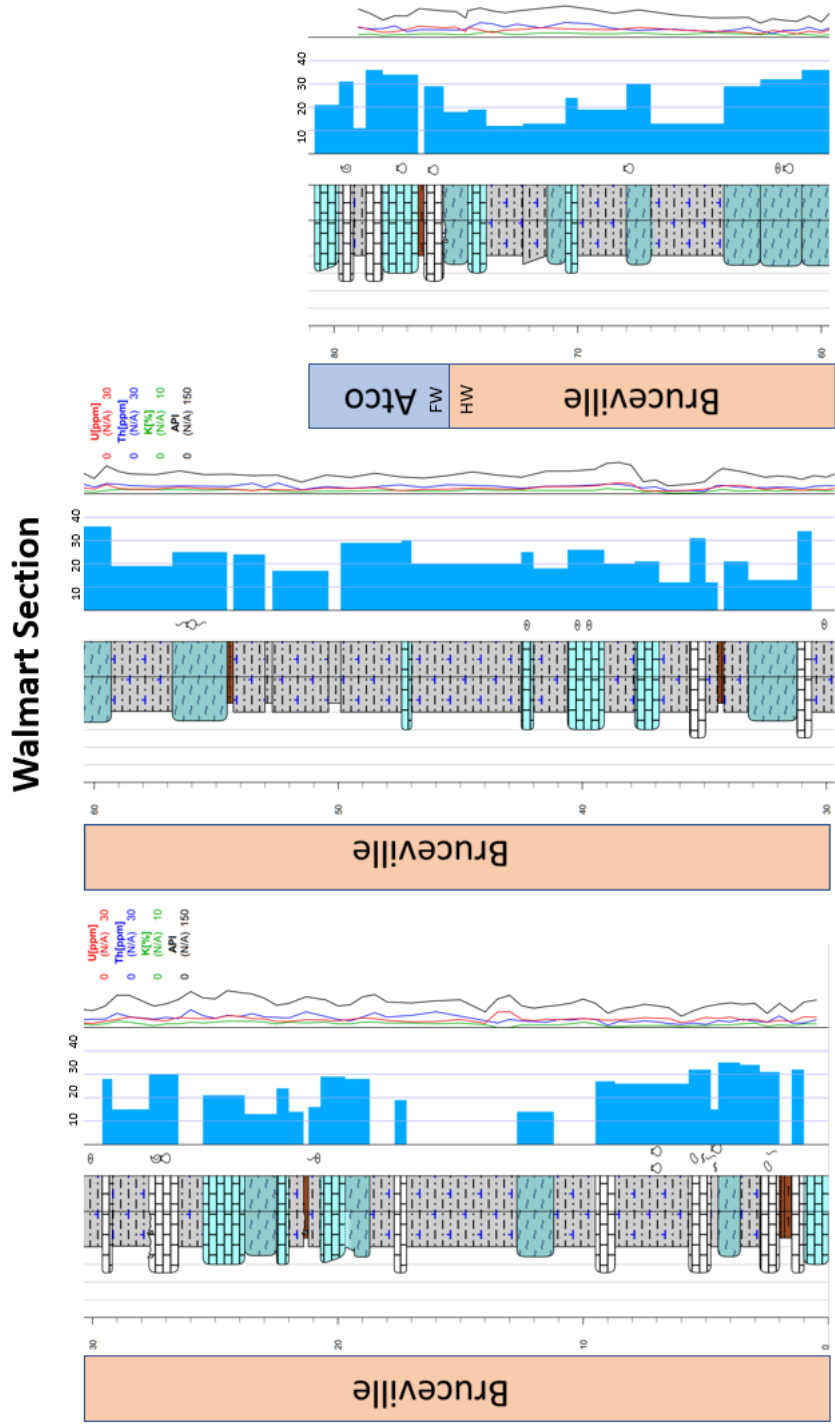 Walmart Section
40
30
20
10
80
70
60
Atco
FW
HW
Bruceville
U[ppm]
0 (N/A) 30
Th[ppm]
0 (N/A) 30
K[%]
0 (N/A) 10
API
0 (N/A) 150
40
30
20
10
60
50
40
30
Bruceville
U[ppm]
0 (N/A) 30
Th[ppm]
0 (N/A) 30
K[%]
0 (N/A) 10
API
0 (N/A) 150
40
30
20
10
30
20
10
0
Bruceville